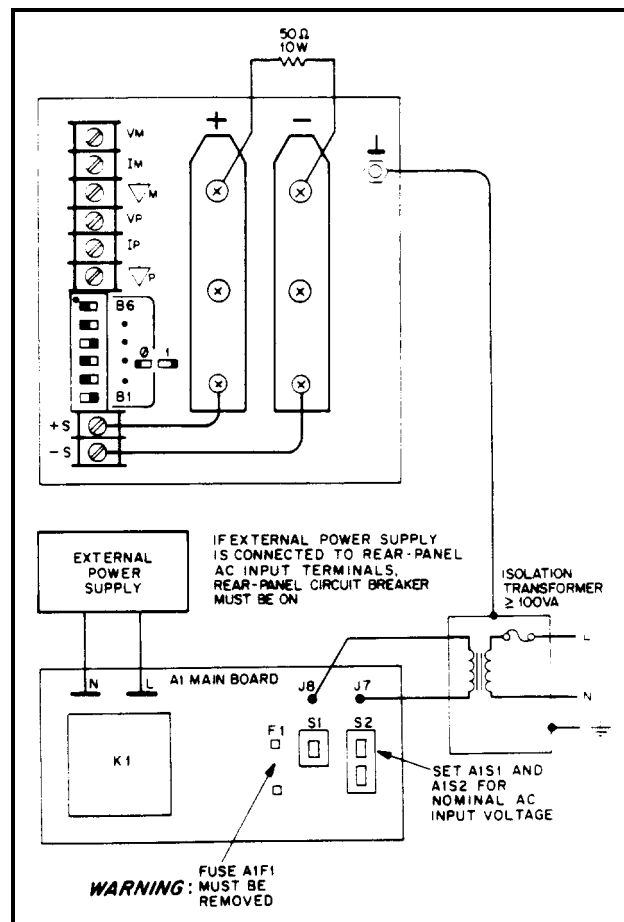 50Ω
10W
+
-
VM
IM
M
VP
IP
P
B6
0 1
B1
+S
-S
EXTERNAL
POWER
SUPPLY
IF EXTERNAL POWER SUPPLY
IS CONNECTED TO REAR-PANEL
AC INPUT TERMINALS,
REAR-PANEL CIRCUIT BREAKER
MUST BE ON
ISOLATION
TRANSFORMER
≥ 100VA
L
N
N L
A1 MAIN BOARD
J8 J7
K1
F1
S1
S2
SET A1S1 AND
A1S2 FOR
NOMINAL AC
INPUT VOLTAGE
WARNING: FUSE A1F1
MUST BE
REMOVED